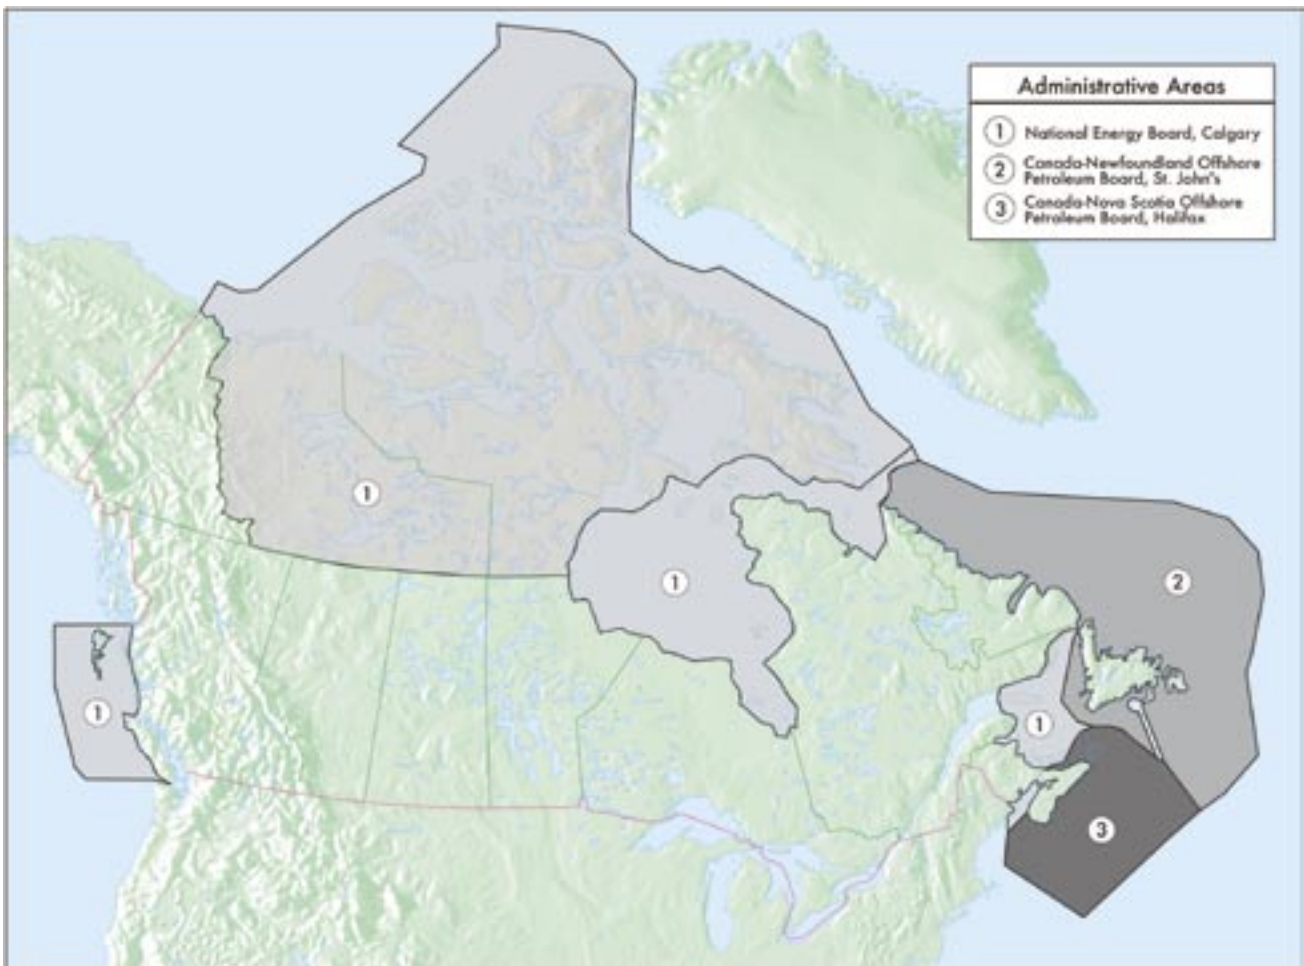 Administrative Areas
1 National Energy Board, Calgary
2 Canada-Newfoundland Offshore
Petroleum Board, St. John's
3 Canada-Nova Scotia Offshore
Petroleum Board, Halifax
1
1
2
1
1
3